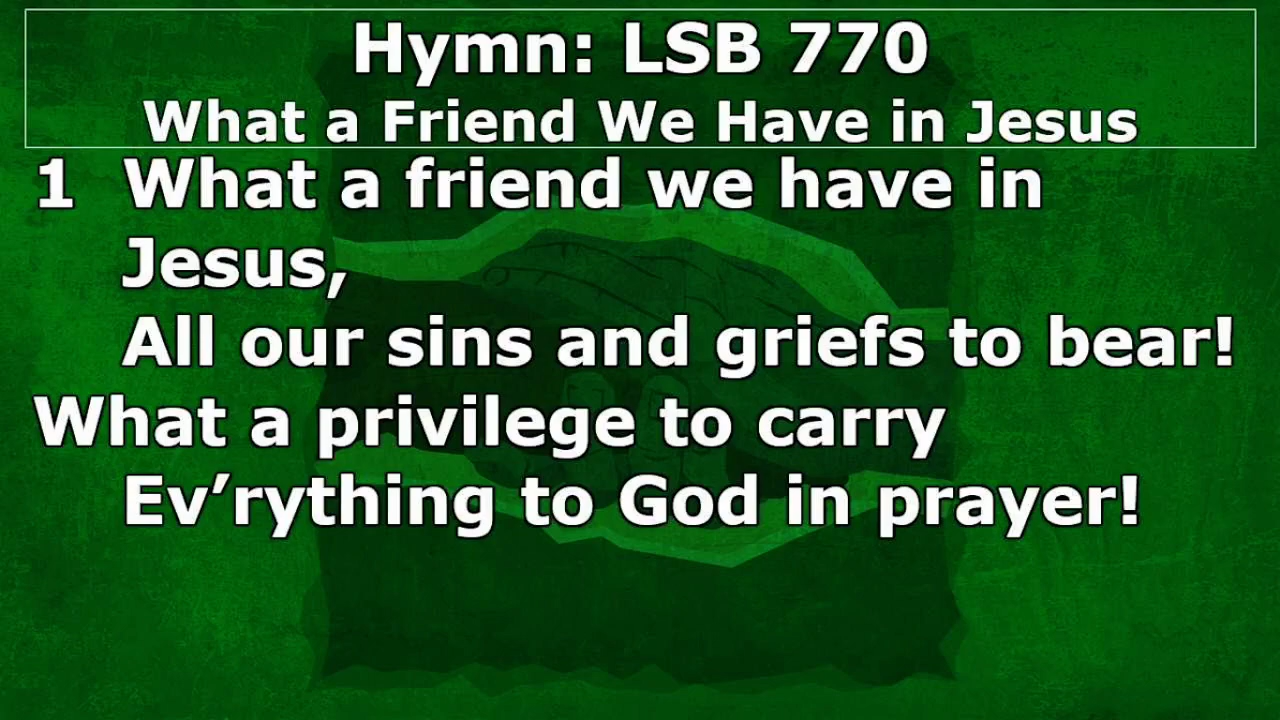 Hymn: LSB 770
What a Friend We Have in Jesus
1 What a friend we have in
Jesus,
All our sins and griefs to bear!
What a privilege to carry
Ev’rything to God in prayer!